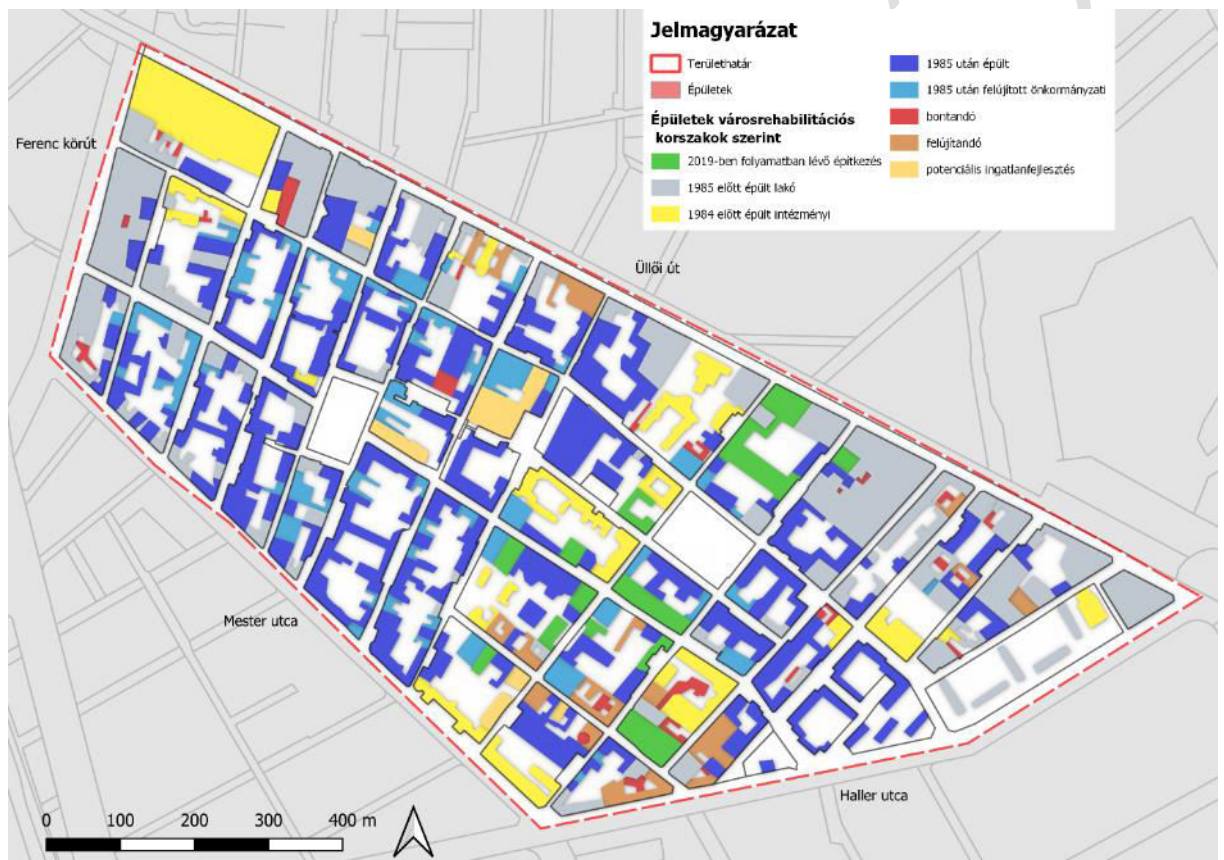 Jelmagyarázat
Területhatár
Épületek
Épületek városrehabilitációs
korszakok szerint
2019-ben folyamatban lévő építkezés
1985 előtt épült lakó
1984 előtt épült intézményi
1985 után épült
1985 után felújított önkormányzati
bontandó
felújítandó
potenciális ingatlanfejlesztés
Ferenc körút
Üllői út
Mester utca
Haller utca
0 100 200 300 400 m